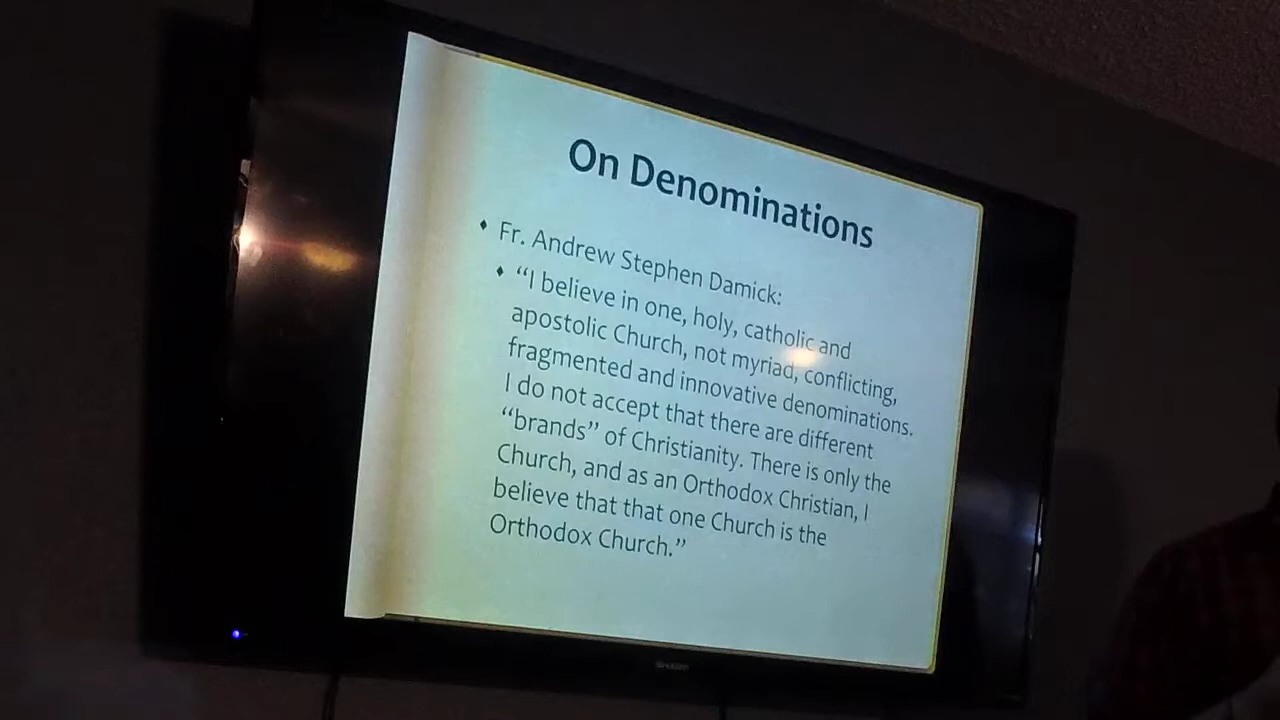 On Denominations
♦ Fr. Andrew Stephen Damick:
♦ “I believe in one, holy, catholic and
apostolic Church, not myriad, conflicting,
fragmented and innovative denominations.
I do not accept that there are different
“brands” of Christianity. There is only the
Church, and as an Orthodox Christian, I
believe that that one Church is the
Orthodox Church.”
SHARP